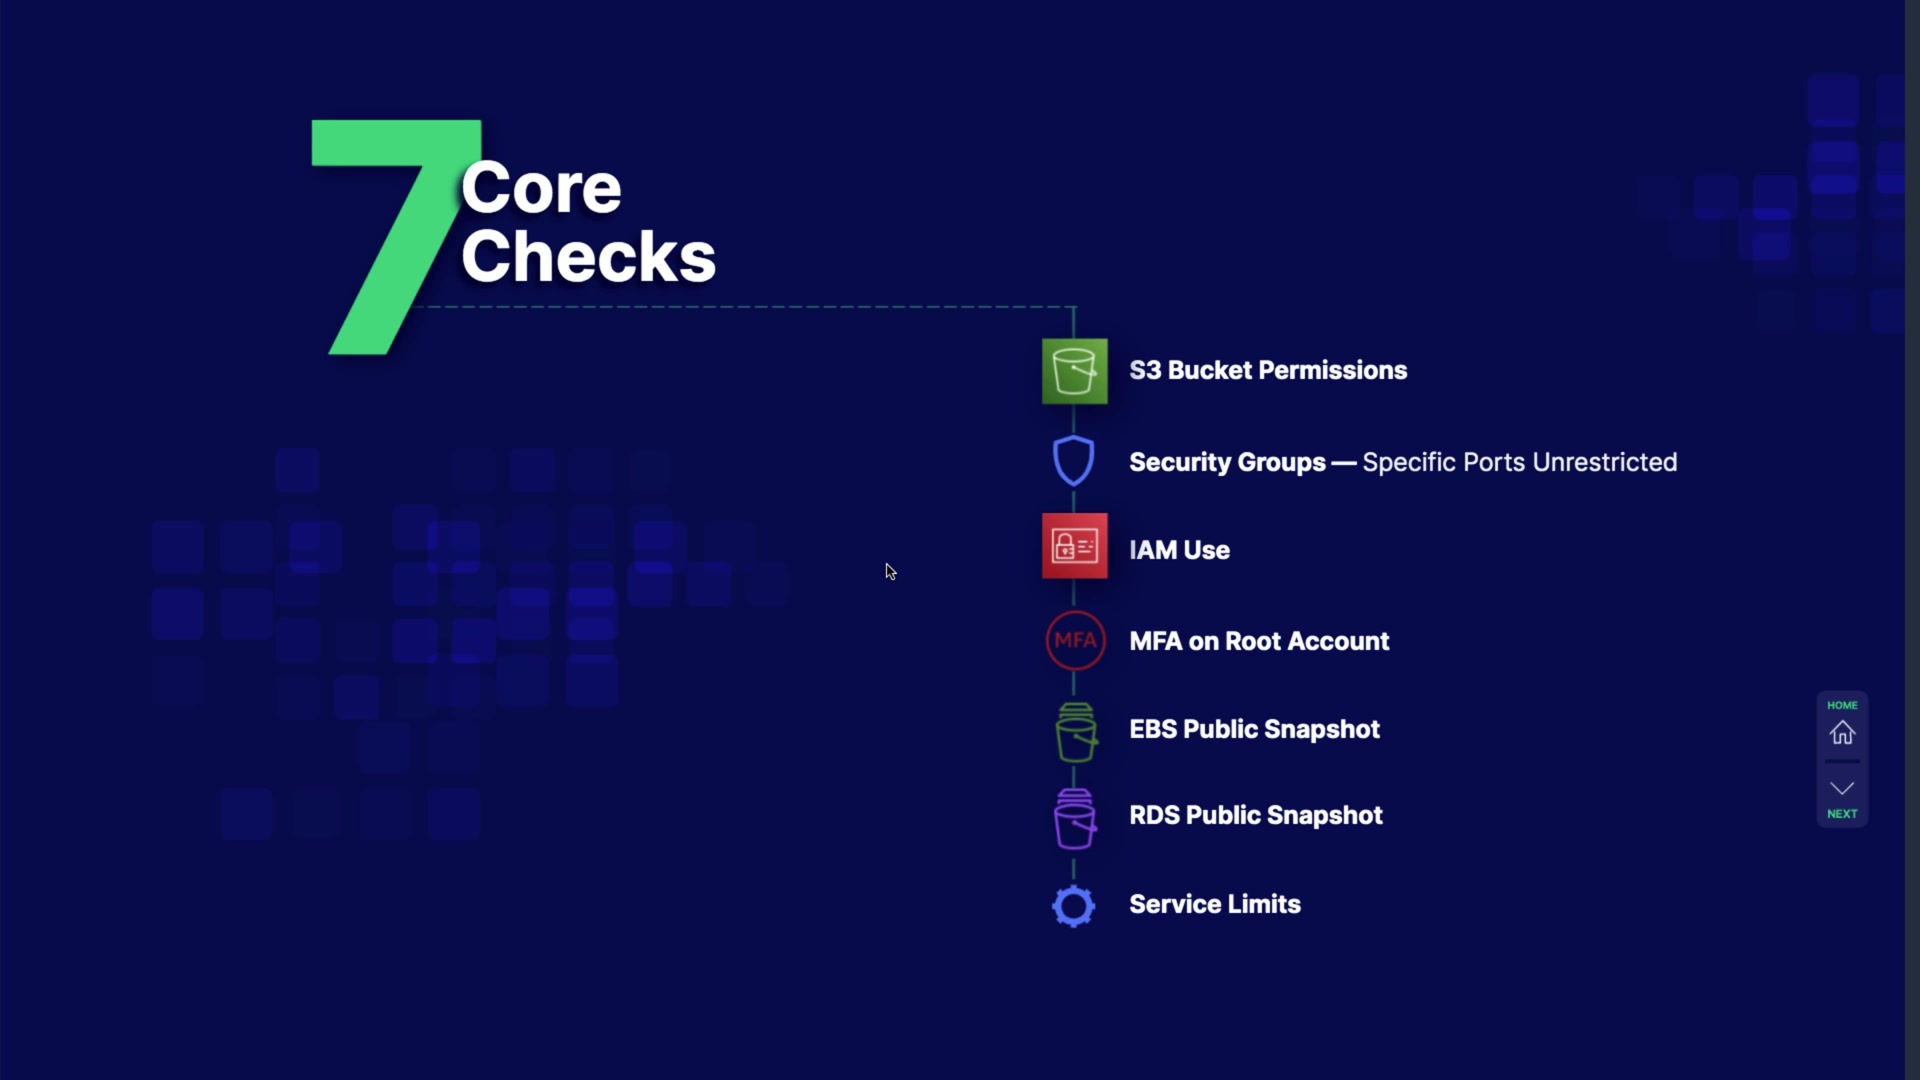 7
Core
Checks
S3 Bucket Permissions
Security Groups — Specific Ports Unrestricted
IAM Use
MFA
MFA on Root Account
EBS Public Snapshot
RDS Public Snapshot
Service Limits
HOME
NEXT